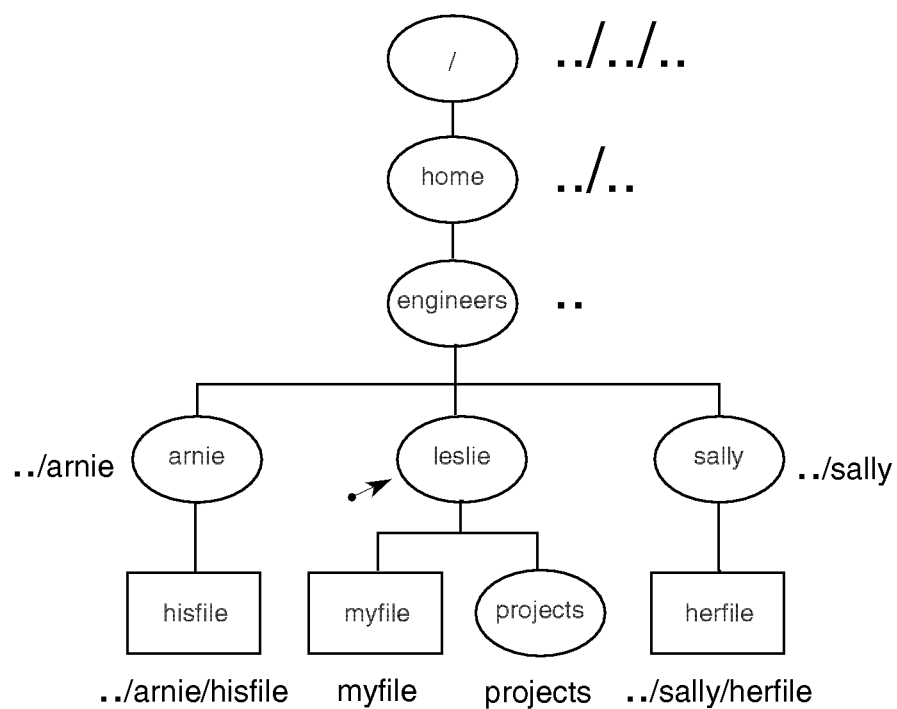 /
../../..
home
../..
engineers
..
../arnie
arnie
leslie
sally
../sally
hisfile
myfile
projects
herfile
../arnie/hisfile
myfile
projects
../sally/herfile